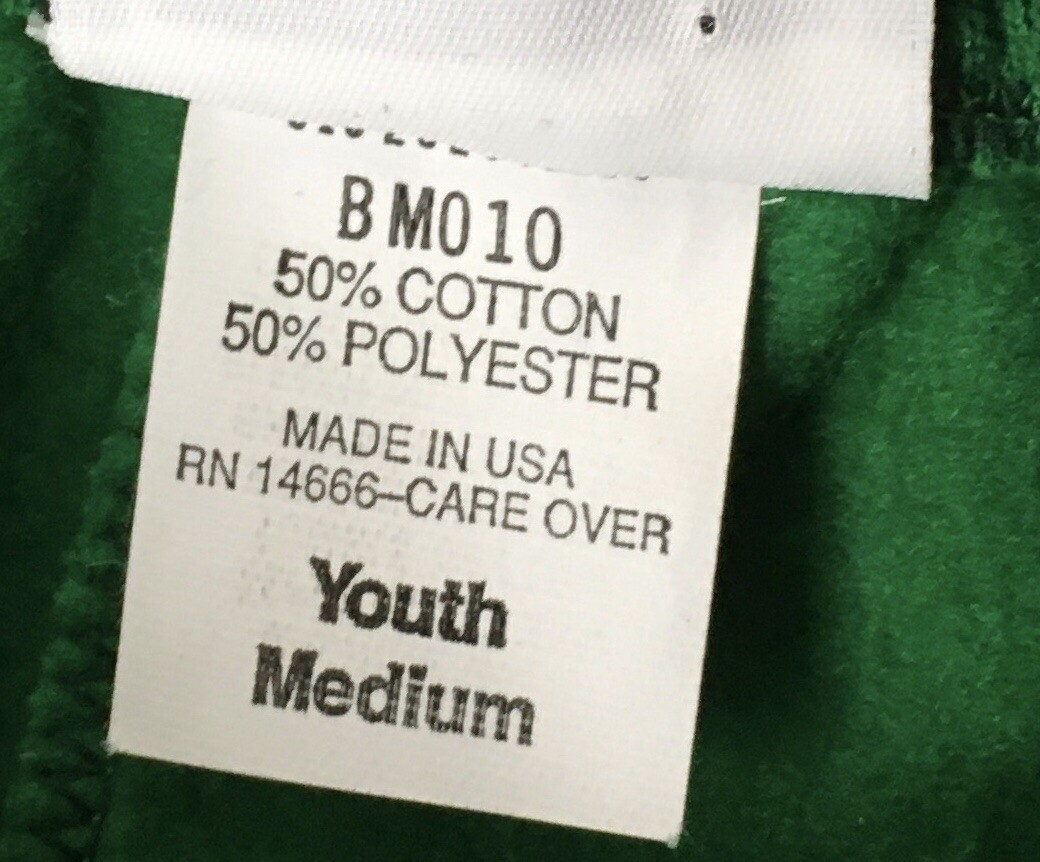 BM010
50% COTTON
50% POLYESTER
MADE IN USA
RN 14666–CARE OVER
Youth
Medium